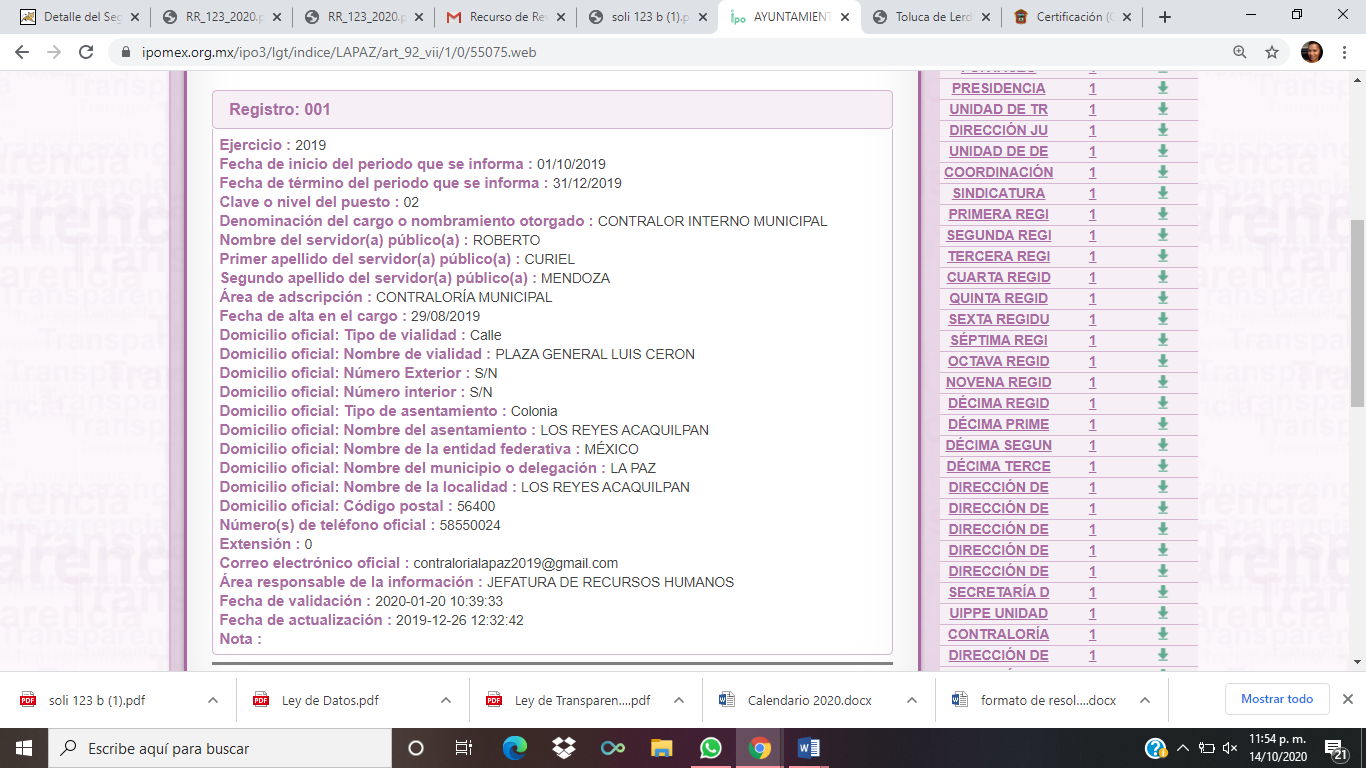 Detalle del Seg
RR_123_2020.p
RR_123_2020.p
Recurso de Re
soli 123 b (1).p
AYUNTAMIENT
Toluca de Lerd
Certificación (
ipomex.org.mx/ipo3/lgt/indice/LAPAZ/art_92_vii/1/0/55075.web
Registro: 001
Ejercicio : 2019
Fecha de inicio del periodo que se informa : 01/10/2019
Fecha de término del periodo que se informa : 31/12/2019
Clave o nivel del puesto : 02
Denominación del cargo o nombramiento otorgado : CONTRALOR INTERNO MUNICIPAL
Nombre del servidor(a) público(a) : ROBERTO
Primer apellido del servidor(a) público(a) : CURIEL
Segundo apellido del servidor(a) público(a) : MENDOZA
Área de adscripción : CONTRALORÍA MUNICIPAL
Fecha de alta en el cargo : 29/08/2019
Domicilio oficial: Tipo de vialidad : Calle
Domicilio oficial: Nombre de vialidad : PLAZA GENERAL LUIS CERON
Domicilio oficial: Número Exterior : S/N
Domicilio oficial: Número interior : S/N
Domicilio oficial: Tipo de asentamiento : Colonia
Domicilio oficial: Nombre del asentamiento : LOS REYES ACAQUILPAN
Domicilio oficial: Nombre de la entidad federativa : MÉXICO
Domicilio oficial: Nombre del municipio o delegación : LA PAZ
Domicilio oficial: Nombre de la localidad : LOS REYES ACAQUILPAN
Domicilio oficial: Código postal : 56400
Número(s) de teléfono oficial : 58550024
Extensión : 0
Correo electrónico oficial : contralorialapaz2019@gmail.com
Área responsable de la información : JEFATURA DE RECURSOS HUMANOS
Fecha de validación : 2020-01-20 10:39:33
Fecha de actualización : 2019-12-26 12:32:42
Nota :
PRESIDENCIA 1
UNIDAD DE TR 1
DIRECCIÓN JU 1
UNIDAD DE DE 1
COORDINACIÓN 1
SINDICATURA 1
PRIMERA REGI 1
SEGUNDA REGI 1
TERCERA REGI 1
CUARTA REGID 1
QUINTA REGID 1
SEXTA REGIDU 1
SÉPTIMA REGI 1
OCTAVA REGID 1
NOVENA REGID 1
DÉCIMA REGID 1
DÉCIMA PRIME 1
DÉCIMA SEGUN 1
DÉCIMA TERCE 1
DIRECCIÓN DE 1
DIRECCIÓN DE 1
DIRECCIÓN DE 1
DIRECCIÓN DE 1
DIRECCIÓN DE 1
SECRETARÍA D 1
UIPPE UNIDAD 1
CONTRALORÍA 1
DIRECCIÓN DE 1
soli 123 b (1).pdf
Ley de Datos.pdf
Ley de Transparen....pdf
Calendario 2020.docx
formato de resol....docx
Mostrar todo
Escribe aquí para buscar
11:54 p. m.
14/10/2020
21